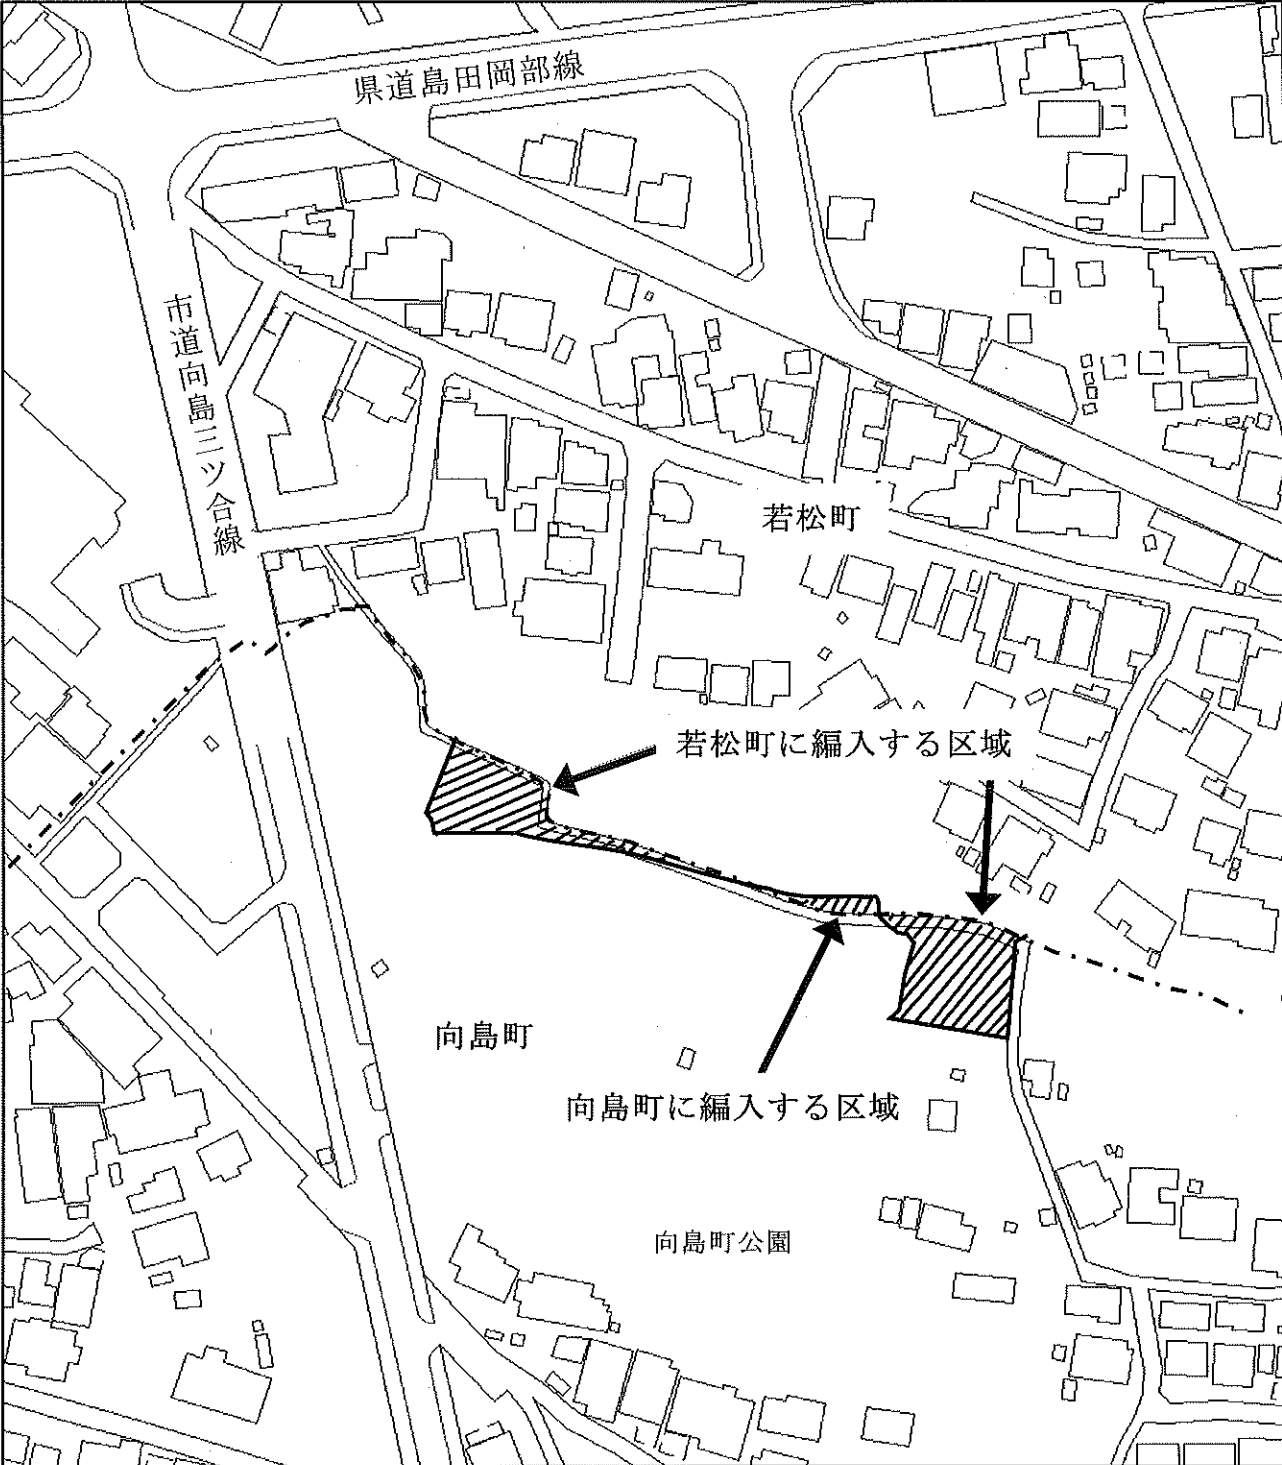 県道島田岡部線
市道向島三ツ合線
若松町
若松町に編入する区域
向島町
向島町に編入する区域
向島町公園